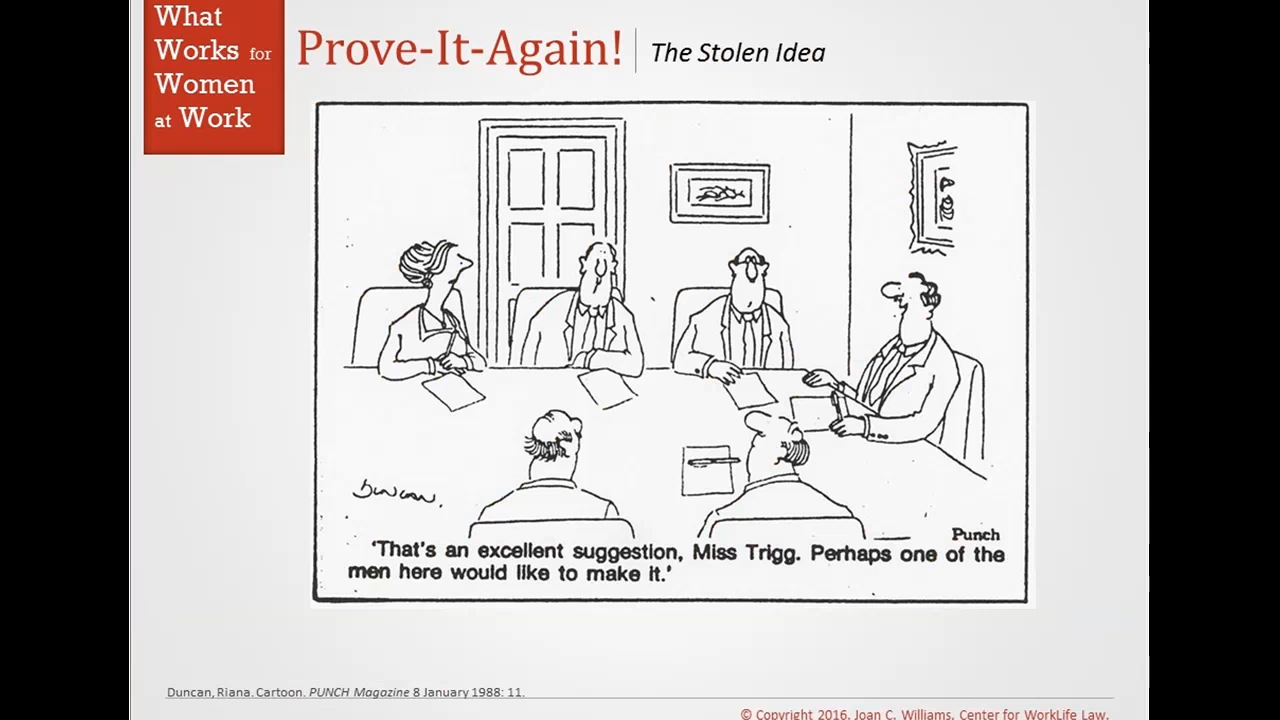 What
Works for
Women
at Work
Prove-It-Again!
The Stolen Idea
Duncan.
Punch
'That's an excellent suggestion, Miss Trigg. Perhaps one of the
men here would like to make it.'
Duncan, Riana. Cartoon. PUNCH Magazine 8 January 1988: 11.
© Copyright 2016. Joan C. Williams. Center for WorkLife Law.